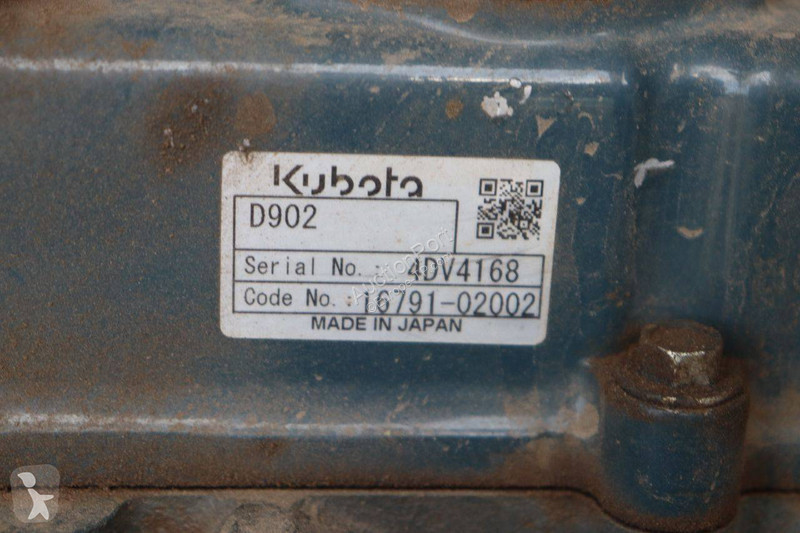 Kubota
D902
Serial No. : 4DV4168
Code No. : 16791-02002
MADE IN JAPAN